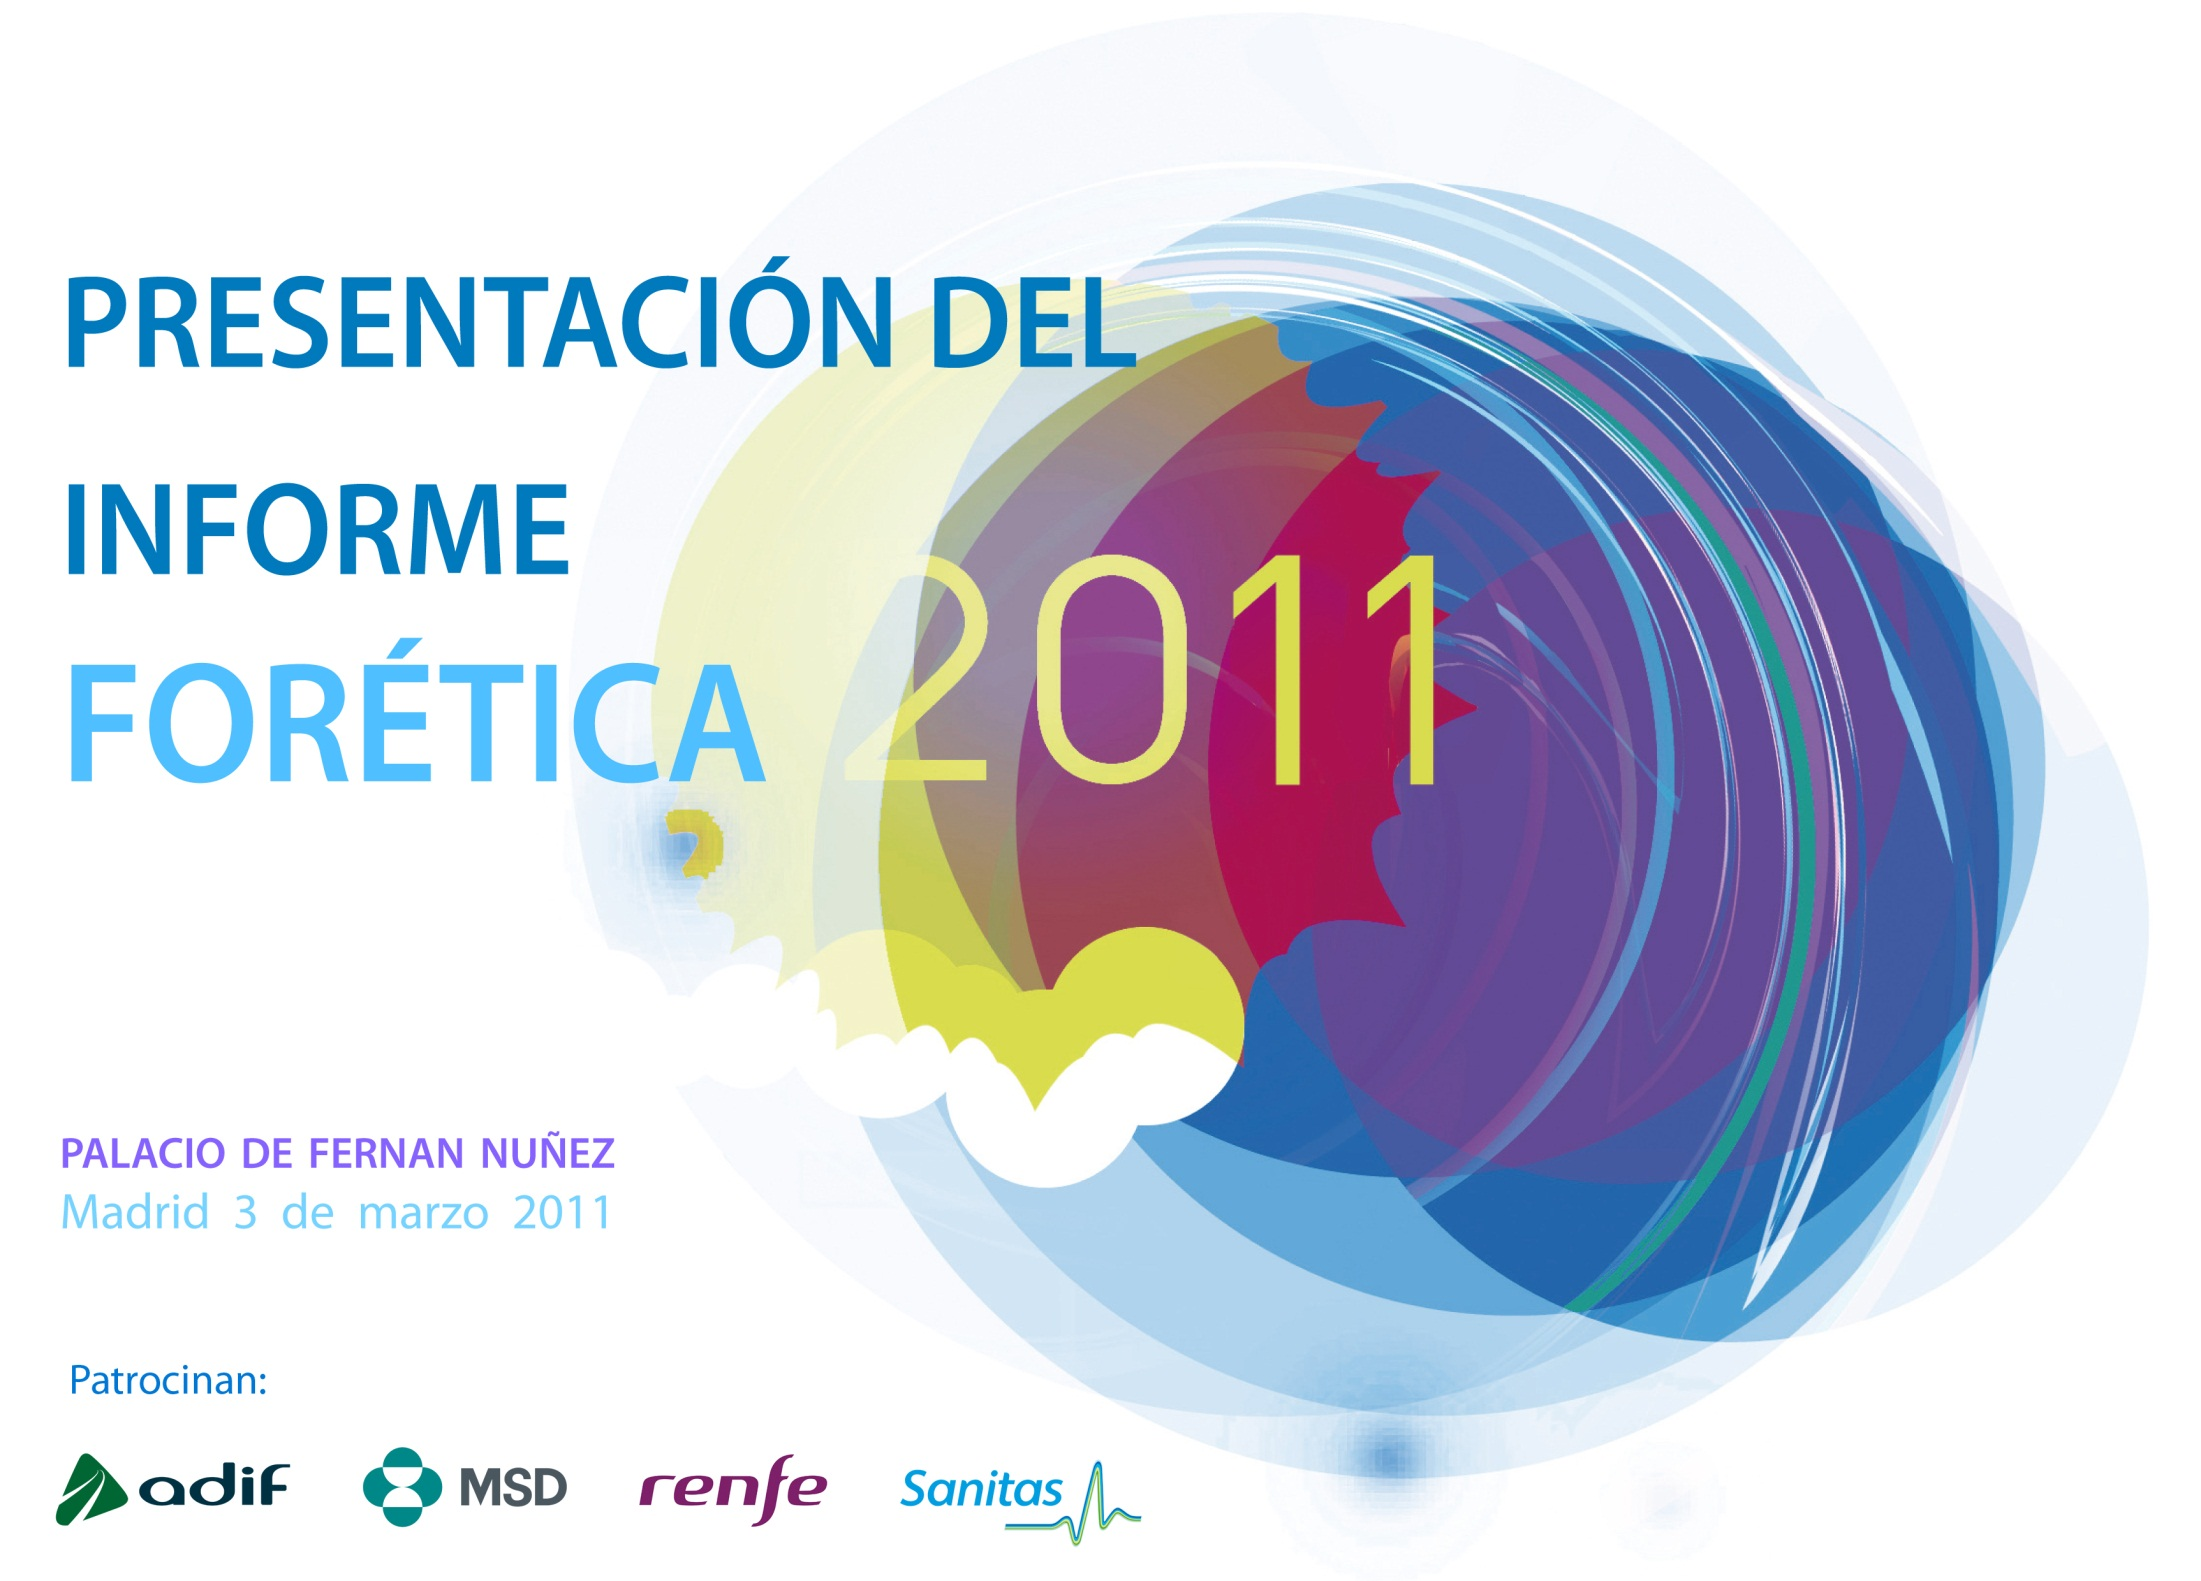 PRESENTACIÓN DEL
INFORME
FORÉTICA 2011
PALACIO DE FERNAN NUÑEZ
Madrid 3 de marzo 2011
Patrocinan:
adif MSD renfe Sanitas